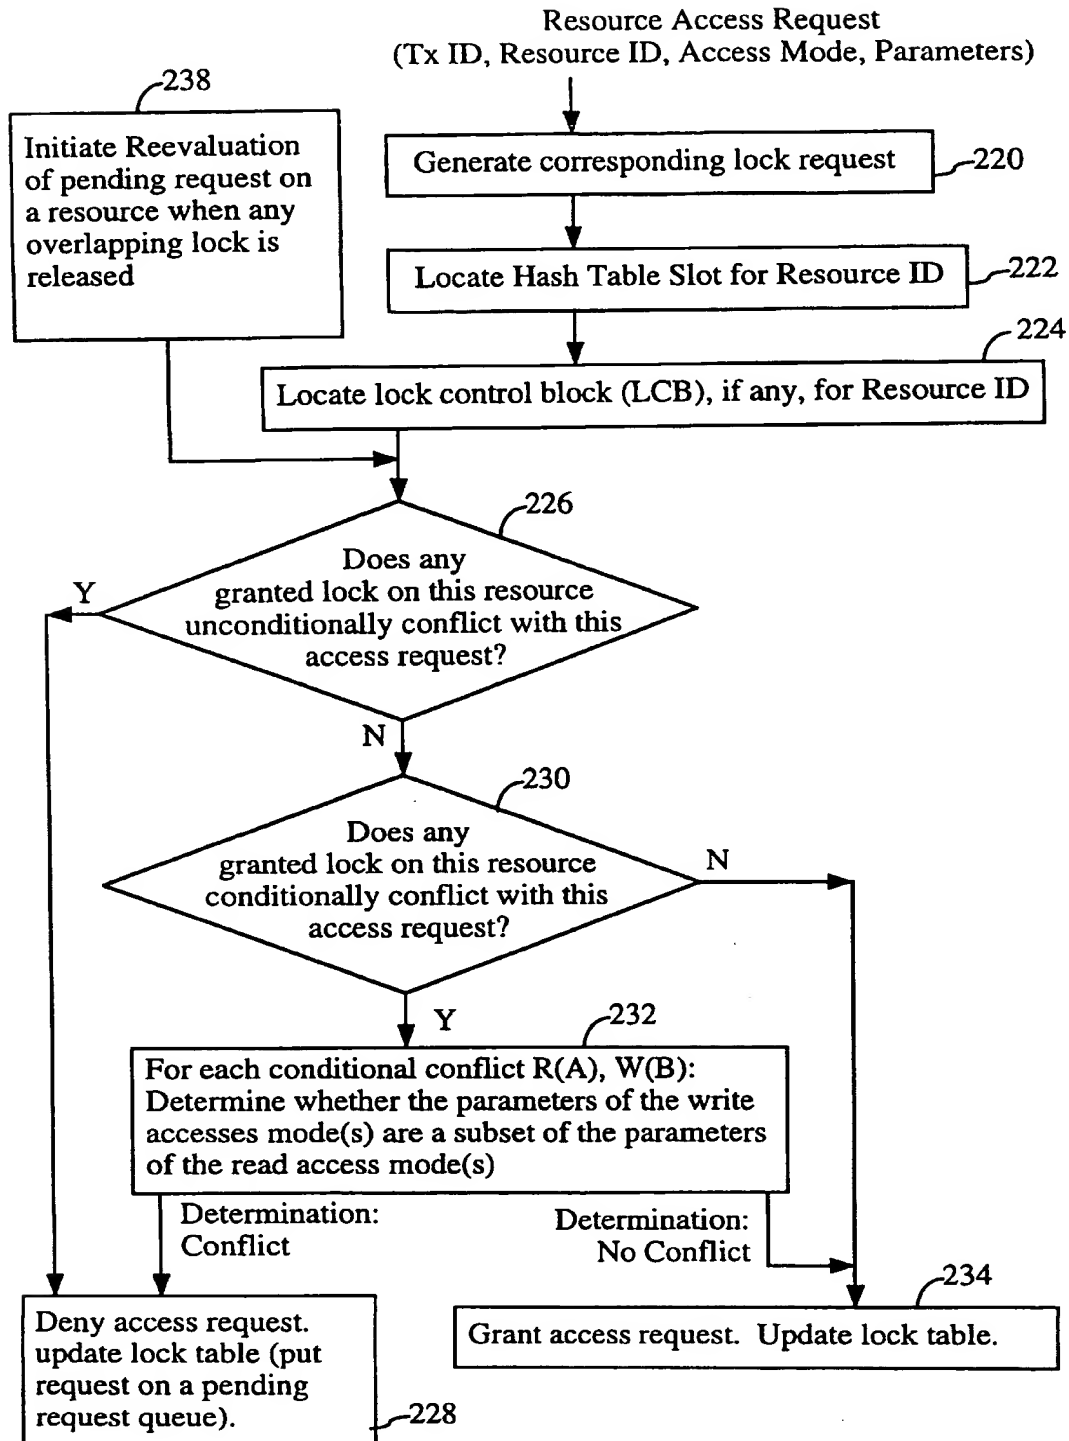 Resource Access Request
(Tx ID, Resource ID, Access Mode, Parameters)
238
Initiate Reevaluation
of pending request on
a resource when any
overlapping lock is
released
Generate corresponding lock request
220
Locate Hash Table Slot for Resource ID
222
224
Locate lock control block (LCB), if any, for Resource ID
226
Does any
granted lock on this resource
unconditionally conflict with this
access request?
Y
N
230
Does any
granted lock on this resource
conditionally conflict with this
access request?
N
Y
232
For each conditional conflict R(A), W(B):
Determine whether the parameters of the write
accesses mode(s) are a subset of the parameters
of the read access mode(s)
Determination:
Conflict
Determination:
No Conflict
234
Deny access request.
update lock table (put
request on a pending
request queue).
228
Grant access request. Update lock table.